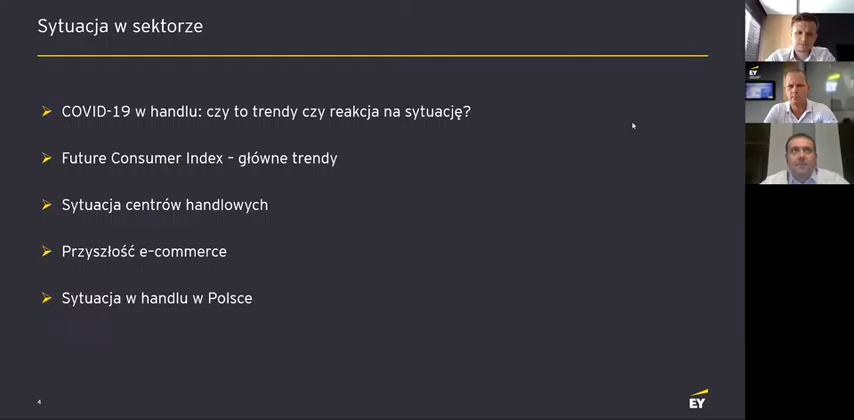 Sytuacja w sektorze
COVID-19 w handlu: czy to trendy czy reakcja na sytuację?
Future Consumer Index – główne trendy
Sytuacja centrów handlowych
Przyszłość e-commerce
Sytuacja w handlu w Polsce
4
EY
EY